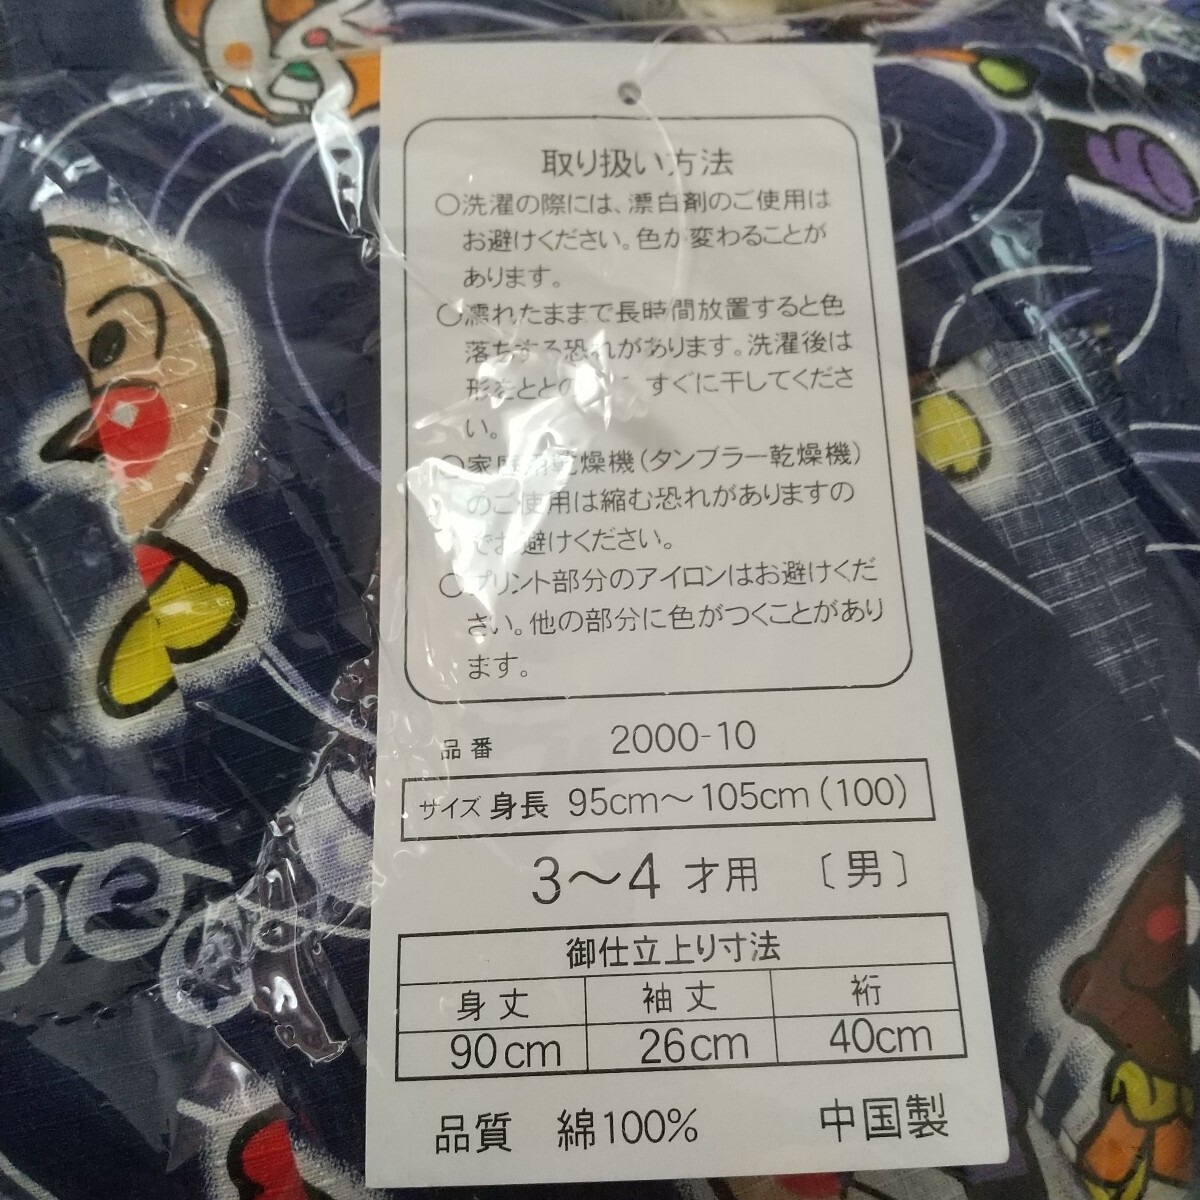 取り扱い方法
○洗濯の際には、漂白剤のご使用は
お避けください。色が変わることが
あります。
○濡れたままで長時間放置すると色
落ちする恐れがあります。洗濯後は
形をととの すぐに干してくださ
い。
○家庭用乾燥機(タンブラー乾燥機)
のご使用は縮む恐れがありますの
でお避けください。
○プリント部分のアイロンはお避けくだ
さい。他の部分に色がつくことがあり
ます。
品番 2000-10
サイズ 身長 95cm～105cm(100)
3～4 才用 〔男〕
御仕立上り寸法
身丈 袖丈 裄
90cm 26cm 40cm
品質 綿100% 中国製